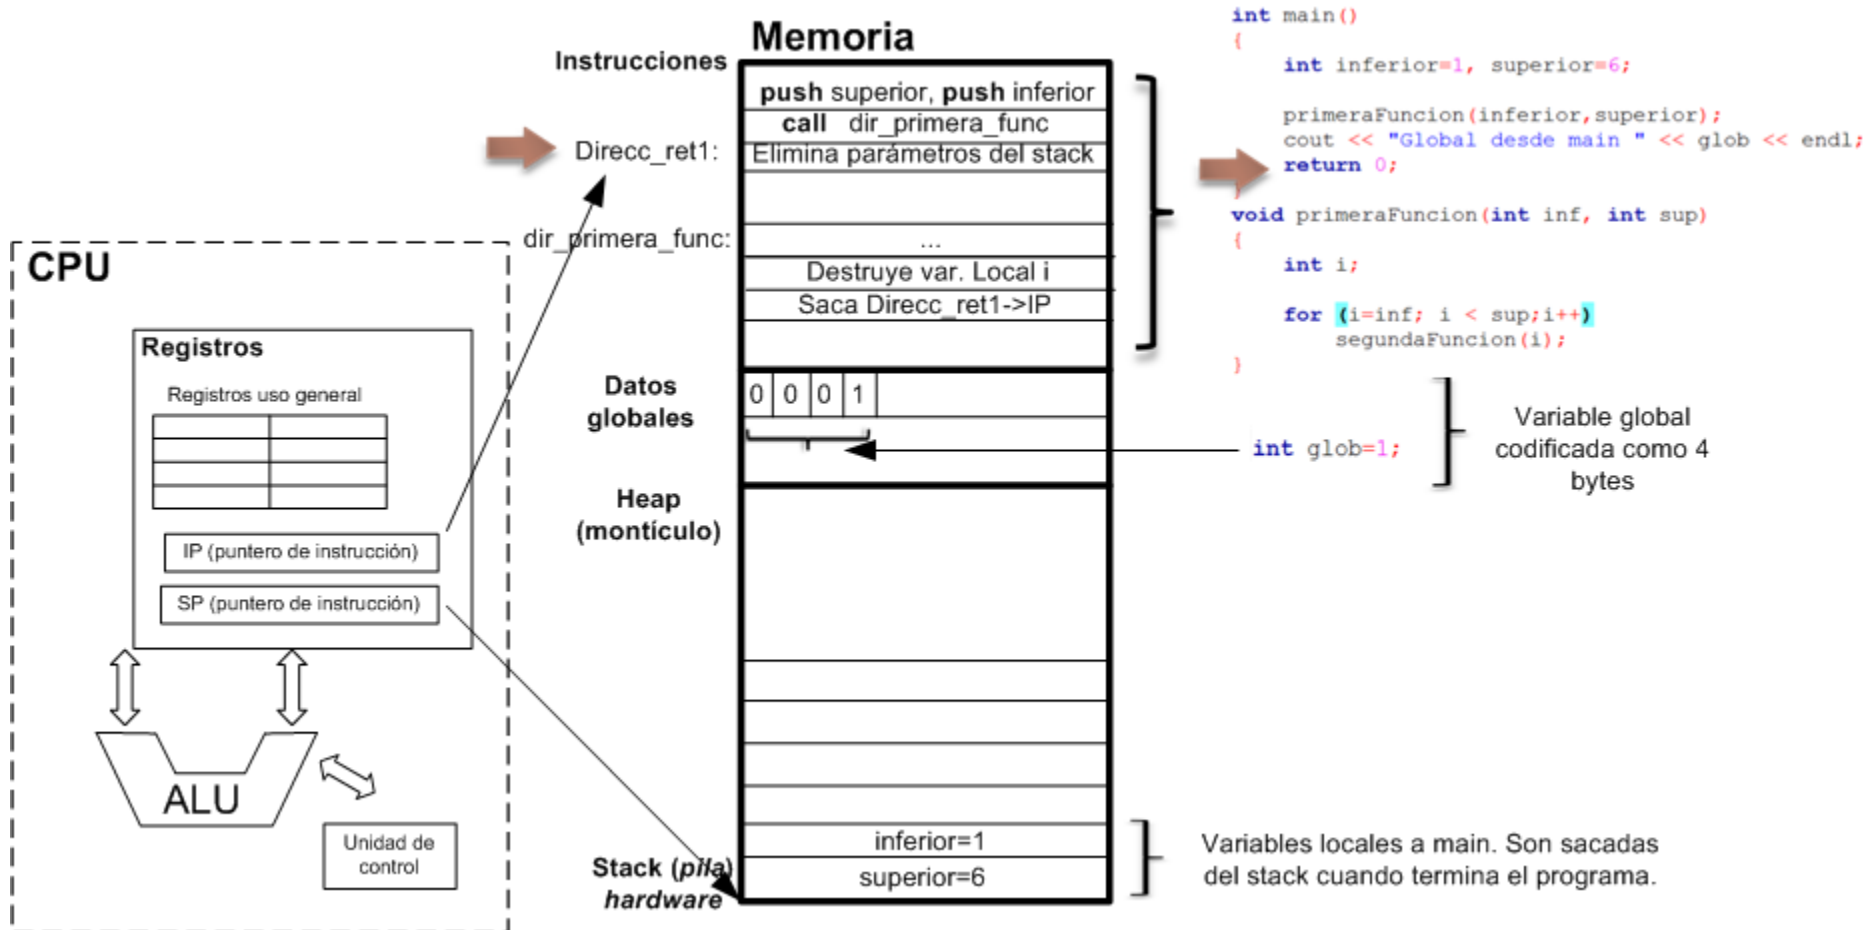 Memoria
Instrucciones
push superior, push inferior
call dir_primera_func
Direcc_ret1:
Elimina parámetros del stack
dir_primera_func:
...
Destruye var. Local i
Saca Direcc_ret1->IP
int main()
{
int inferior=1, superior=6;
primeraFuncion(inferior,superior);
cout << "Global desde main " << glob << endl;
return 0;
}
void primeraFuncion(int inf, int sup)
{
int i;
for (i=inf; i < sup;i++)
segundaFuncion(i);
}
CPU
Registros
Registros uso general
IP (puntero de instrucción)
SP (puntero de instrucción)
ALU
Unidad de
control
Datos
globales
0 0 0 1
int glob=1;
Variable global
codificada como 4
bytes
Heap
(montículo)
inferior=1
superior=6
Stack (pila)
hardware
Variables locales a main. Son sacadas
del stack cuando termina el programa.